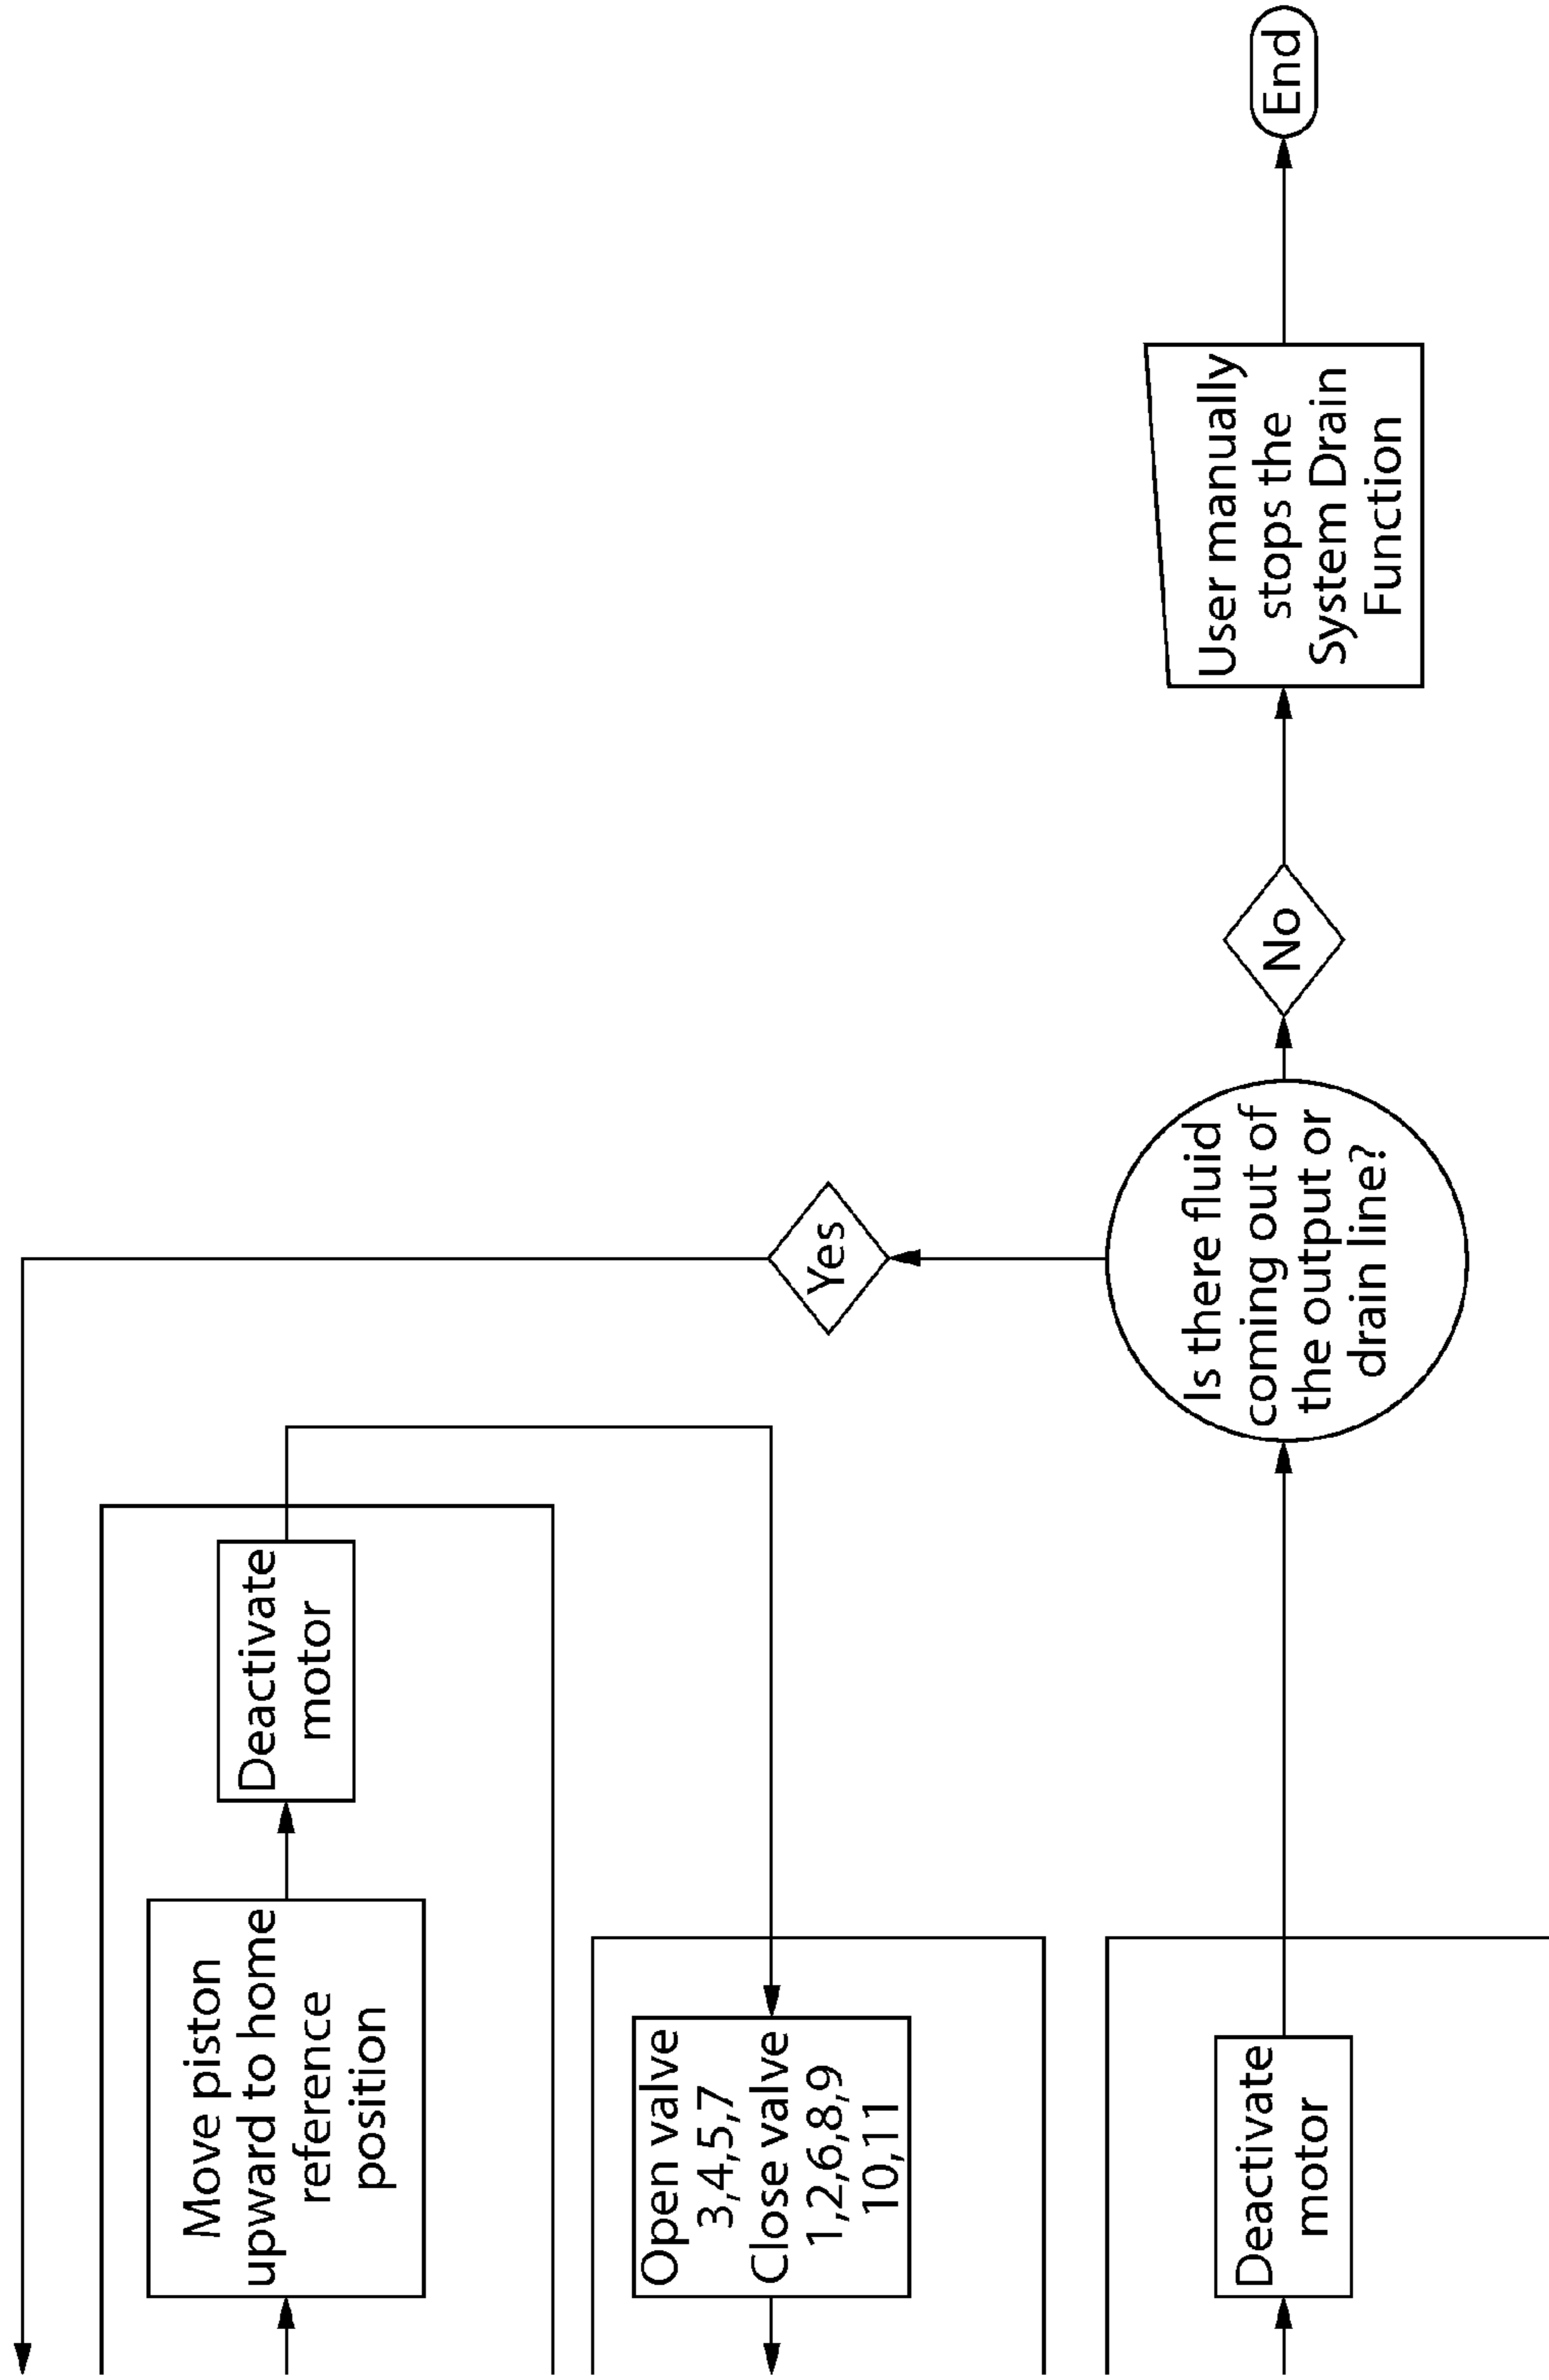 Move piston
upward to home
reference
position
Deactivate
motor
Open valve
3,4,5,7
Close valve
1,2,6,8,9
10,11
Deactivate
motor
Is there fluid
coming out of
the output or
drain line?
Yes
No
User manually
stops the
System Drain
Function
End